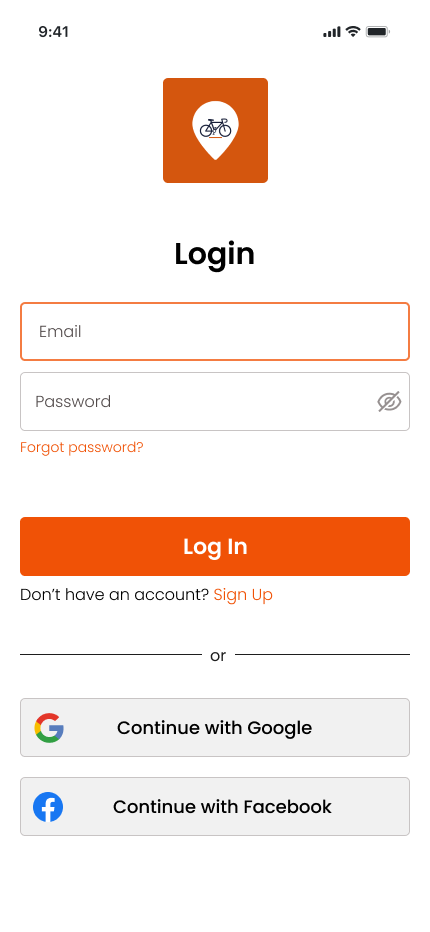 9:41
Login
Email
Password
Forgot password?
Log In
Don’t have an account? Sign Up
or
Continue with Google
Continue with Facebook